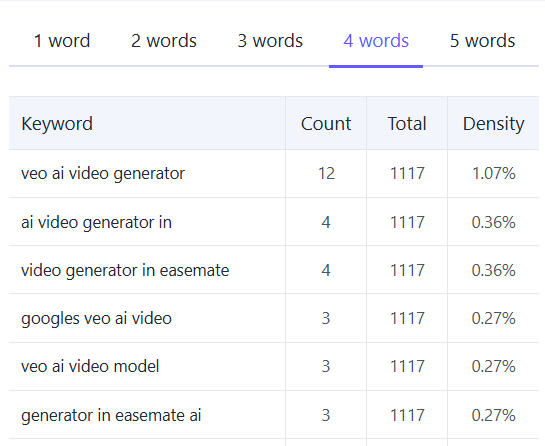 1 word 2 words 3 words 4 words 5 words
Keyword Count Total Density
veo ai video generator 12 1117 1.07%
ai video generator in 4 1117 0.36%
video generator in easemate 4 1117 0.36%
googles veo ai video 3 1117 0.27%
veo ai video model 3 1117 0.27%
generator in easemate ai 3 1117 0.27%